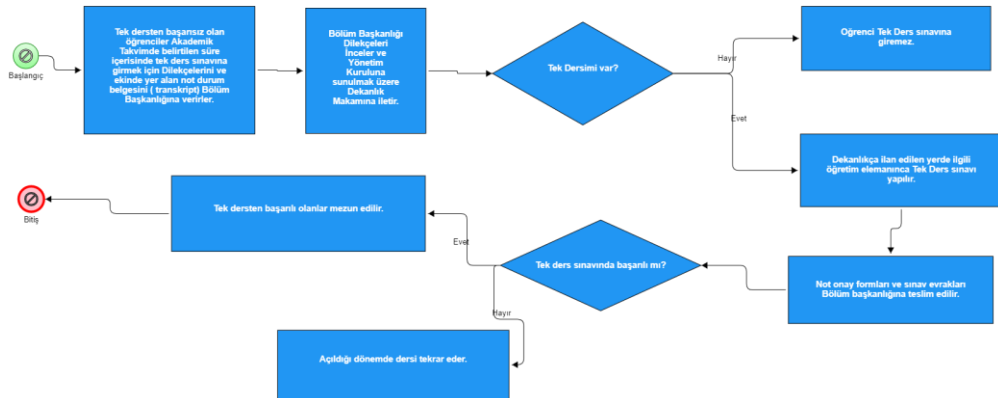 Başlangıç
Tek dersten başarısız olan
öğrenciler Akademik
Takvimde belirtilen süre
içerisinde tek ders sınavına
girmek için Dilekçelerini ve
ekinde yer alan not durum
belgesini ( transkript) Bölüm
Başkanlığına verirler.
Bölüm Başkanlığı
Dilekçeleri
İnceler ve
Yönetim
Kuruluna
sunulmak üzere
Dekanlık
Makamına iletir.
Tek Dersimi var?
Hayır
Öğrenci Tek Ders sınavına
giremez.
Evet
Dekanlıkça ilan edilen yerde ilgili
öğretim elemanınca Tek Ders sınavı
yapılır.
Not onay formları ve sınav evrakları
Bölüm başkanlığına teslim edilir.
Tek ders sınavında başarılı mı?
Evet
Tek dersten başarılı olanlar mezun edilir.
Bitiş
Hayır
Açıldığı dönemde dersi tekrar eder.